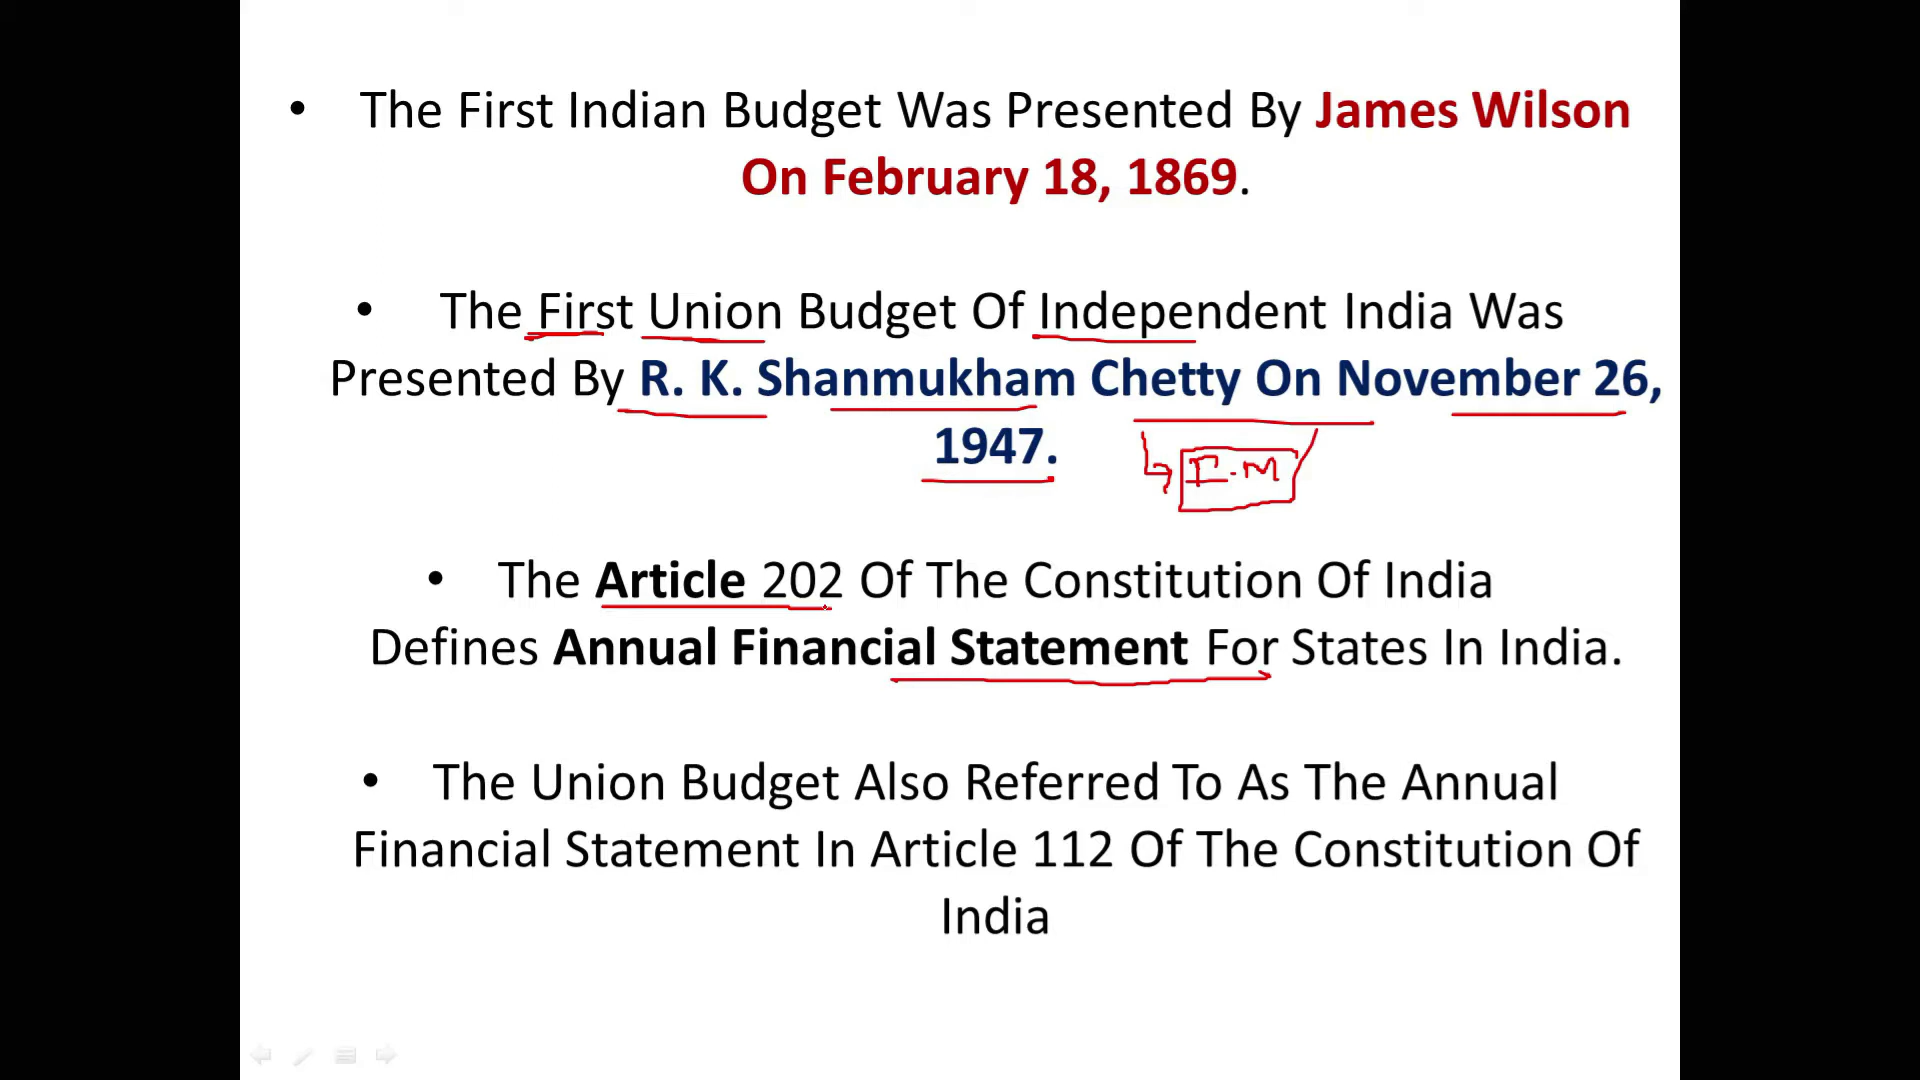 • The First Indian Budget Was Presented By James Wilson
On February 18, 1869.
• The First Union Budget Of Independent India Was
Presented By R. K. Shanmukham Chetty On November 26,
1947.
F.M
• The Article 202 Of The Constitution Of India
Defines Annual Financial Statement For States In India.
• The Union Budget Also Referred To As The Annual
Financial Statement In Article 112 Of The Constitution Of
India